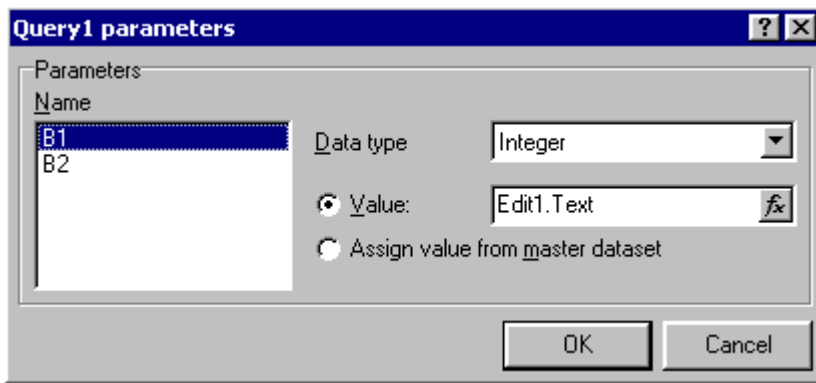 Query1 parameters
Parameters
Name
B1
B2
Data type
Integer
Value:
Edit1.Text
fx
Assign value from master dataset
OK
Cancel